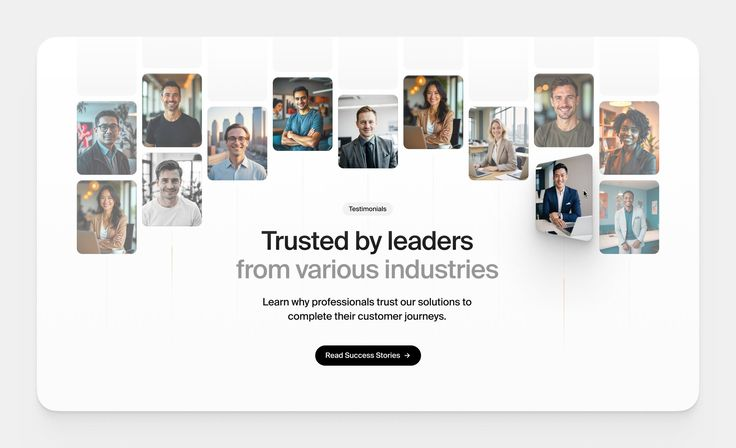 Testimonials
Trusted by leaders
from various industries
Learn why professionals trust our solutions to
complete their customer journeys.
Read Success Stories →